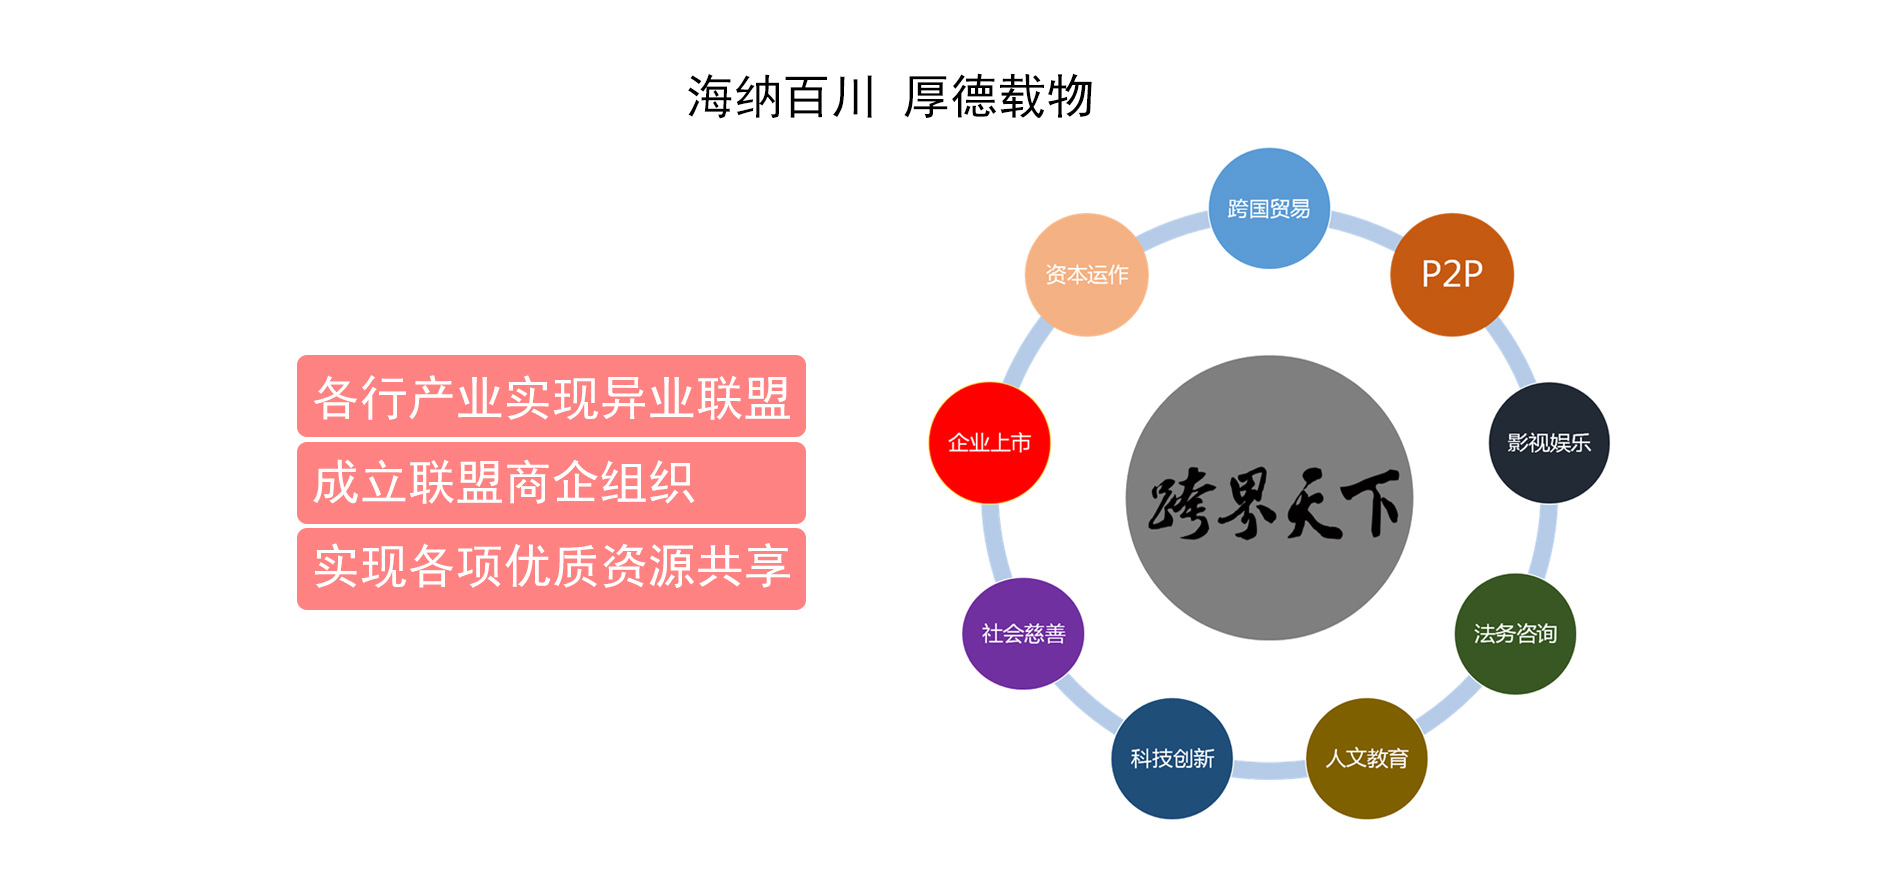 海纳百川 厚德载物
各行产业实现异业联盟
成立联盟商企组织
实现各项优质资源共享
跨国贸易
P2P
影视娱乐
法务咨询
人文教育
科技创新
社会慈善
企业上市
资本运作
跨界天下